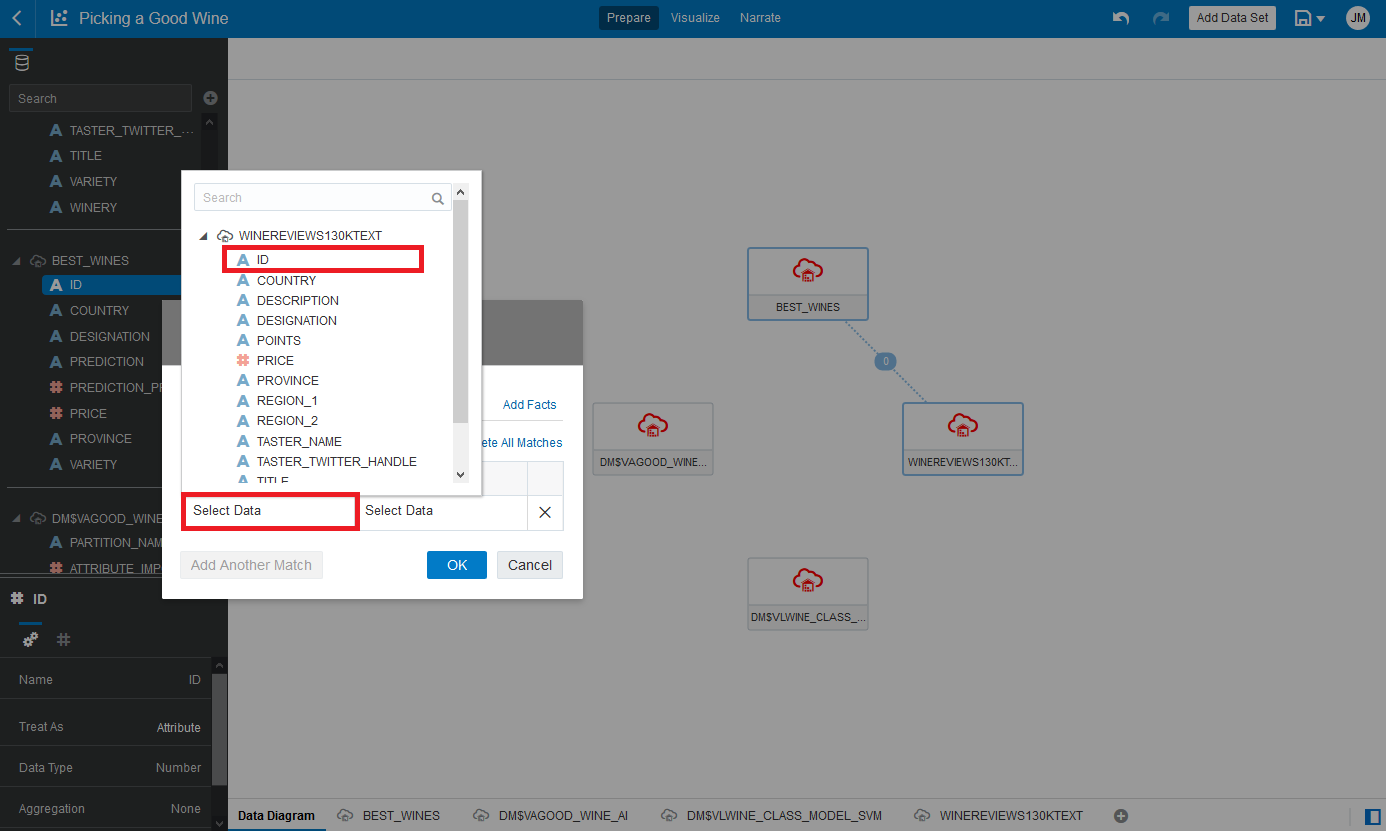 Picking a Good Wine
Prepare
Visualize
Narrate
Add Data Set
JM
Search
TASTER_TWITTER_...
TITLE
VARIETY
WINERY
BEST_WINES
ID
COUNTRY
DESIGNATION
PREDICTION
PREDICTION_PR
PRICE
PROVINCE
VARIETY
DM$VAGOOD_WINE
PARTITION_NAM
ATTRIBUTE_IMP
ID
Name ID
Treat As Attribute
Data Type Number
Aggregation None
Search
WINEREVIEWS130KTEXT
ID
COUNTRY
DESCRIPTION
DESIGNATION
POINTS
PRICE
PROVINCE
REGION_1
REGION_2
TASTER_NAME
TASTER_TWITTER_HANDLE
TITLE
Add Facts
ete All Matches
Select Data Select Data
Add Another Match
OK
Cancel
BEST_WINES
0
DM$VAGOOD_WINE...
WINEREVIEWS130KT...
DM$VLWINE_CLASS_...
Data Diagram
BEST_WINES
DM$VAGOOD_WINE_AI
DM$VLWINE_CLASS_MODEL_SVM
WINEREVIEWS130KTEXT